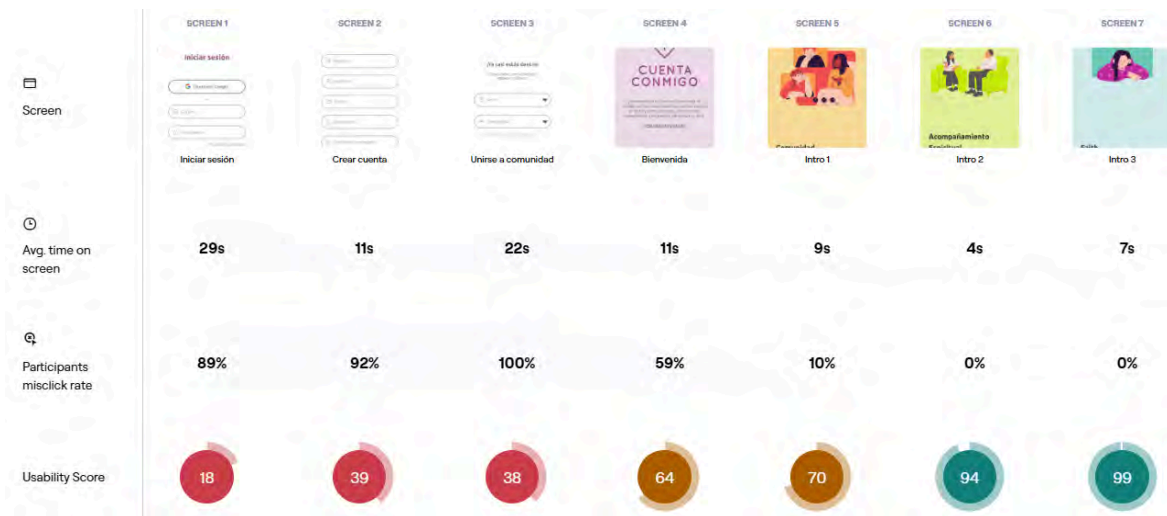 SCREEN 1 SCREEN 2 SCREEN 3 SCREEN 4 SCREEN 5 SCREEN 6 SCREEN 7
Screen
Iniciar sesión
CUENTA
CONMIGO
Acompañamiento
Espiritual
Comunidad
Faith
Iniciar sesión Crear cuenta Unirse a comunidad Bienvenida Intro 1 Intro 2 Intro 3
Avg. time on
screen
29s 11s 22s 11s 9s 4s 7s
Participants
misclick rate
89% 92% 100% 59% 10% 0% 0%
Usability Score
18 39 38 64 70 94 99